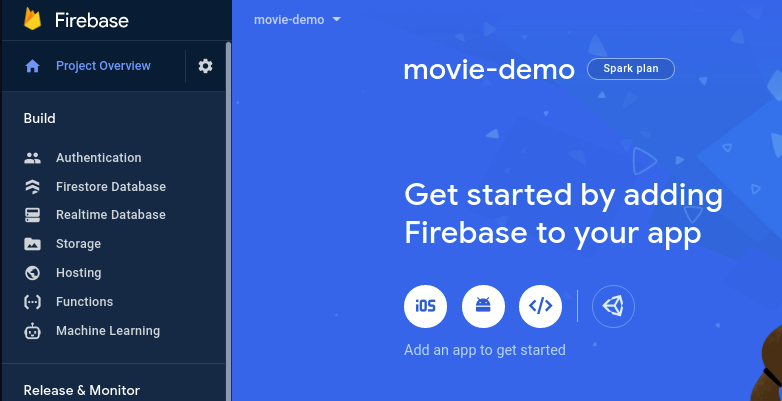 Firebase
Project Overview
Build
Authentication
Firestore Database
Realtime Database
Storage
Hosting
Functions
Machine Learning
Release & Monitor
movie-demo
movie-demo
Spark plan
Get started by adding
Firebase to your app
iOS
</>
Add an app to get started